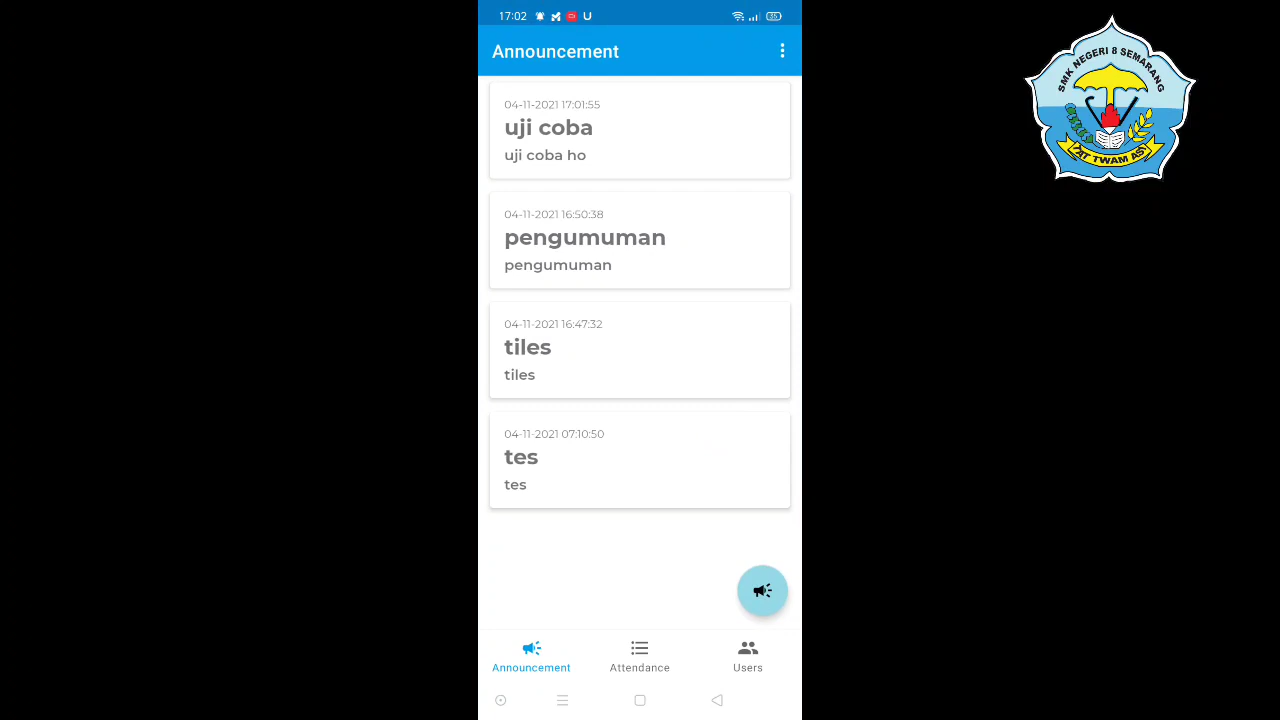 17:02
35
Announcement
04-11-2021 17:01:55
uji coba
uji coba ho
04-11-2021 16:50:38
pengumuman
pengumuman
04-11-2021 16:47:32
tiles
tiles
04-11-2021 07:10:50
tes
tes
Announcement
Attendance
Users
SMK NEGERI 8 SEMARANG
TAT TWAM ASI